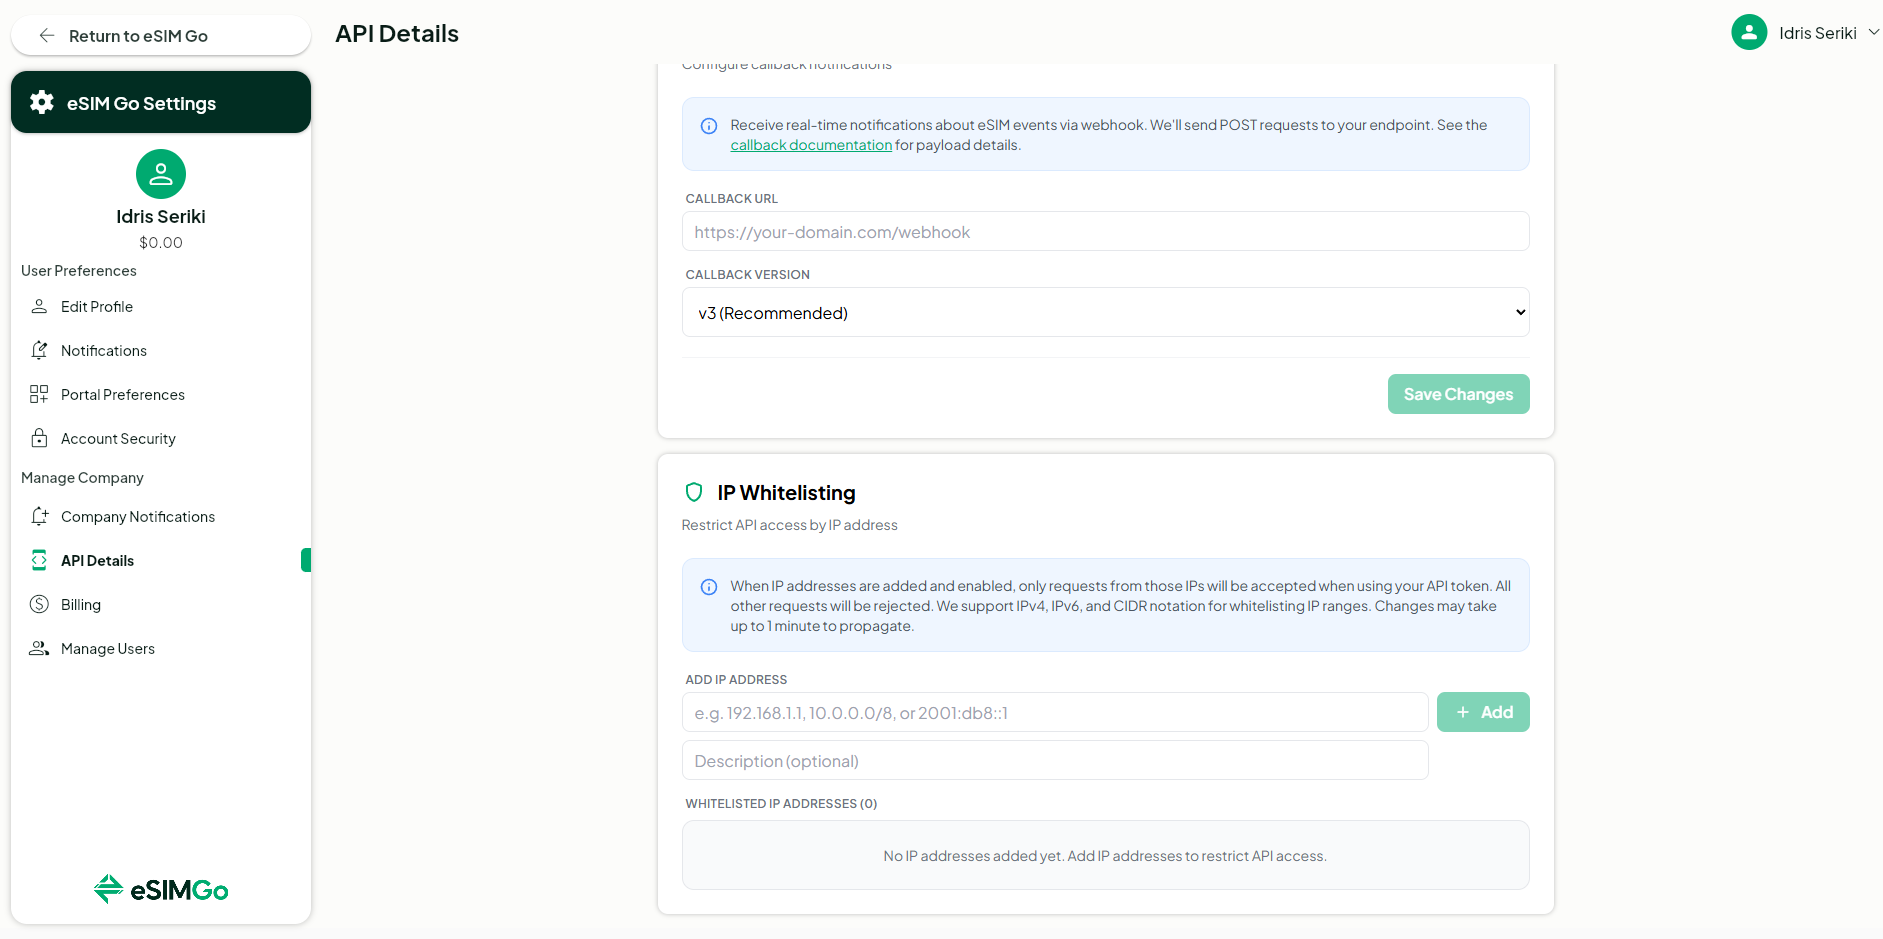 Return to eSIM Go
API Details
Idris Seriki
eSIM Go Settings
Idris Seriki
$0.00
User Preferences
Edit Profile
Notifications
Portal Preferences
Account Security
Manage Company
Company Notifications
API Details
Billing
Manage Users
eSIMGo
Configure callback notifications
Receive real-time notifications about eSIM events via webhook. We'll send POST requests to your endpoint. See the
callback documentation for payload details.
CALLBACK URL
https://your-domain.com/webhook
CALLBACK VERSION
v3 (Recommended)
Save Changes
IP Whitelisting
Restrict API access by IP address
When IP addresses are added and enabled, only requests from those IPs will be accepted when using your API token. All
other requests will be rejected. We support IPv4, IPv6, and CIDR notation for whitelisting IP ranges. Changes may take
up to 1 minute to propagate.
ADD IP ADDRESS
e.g. 192.168.1.1, 10.0.0.0/8, or 2001:db8::1
+ Add
Description (optional)
WHITELISTED IP ADDRESSES (0)
No IP addresses added yet. Add IP addresses to restrict API access.